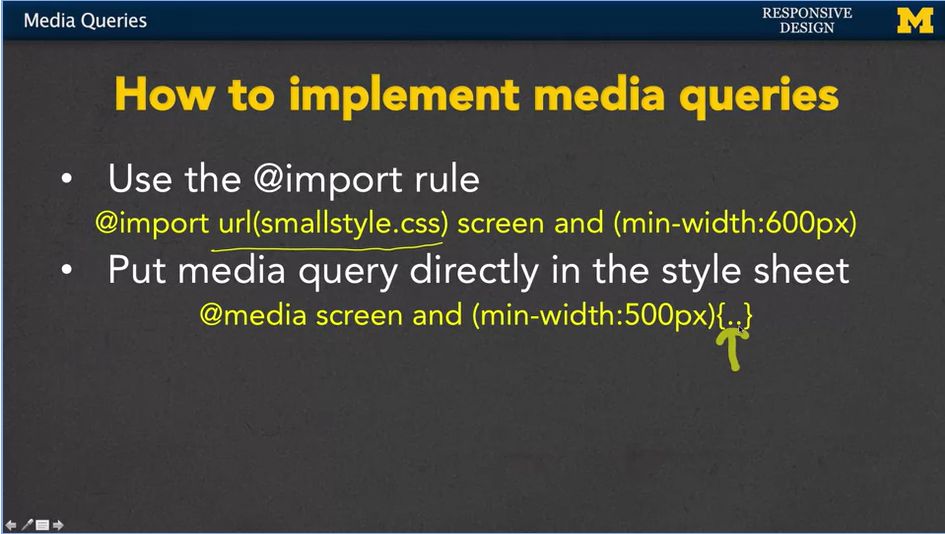 Media Queries
RESPONSIVE
DESIGN
M
How to implement media queries
• Use the @import rule
@import url(smallstyle.css) screen and (min-width:600px)
• Put media query directly in the style sheet
@media screen and (min-width:500px){..}